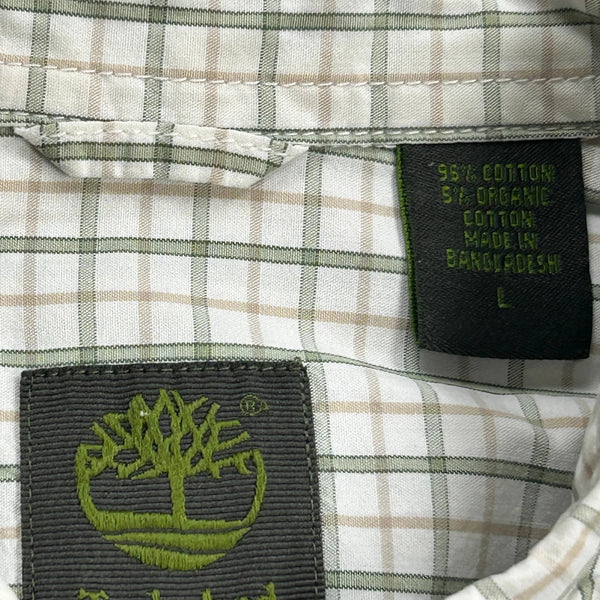 95% COTTON
5% ORGANIC
COTTON
MADE IN
BANGLADESH
L
®